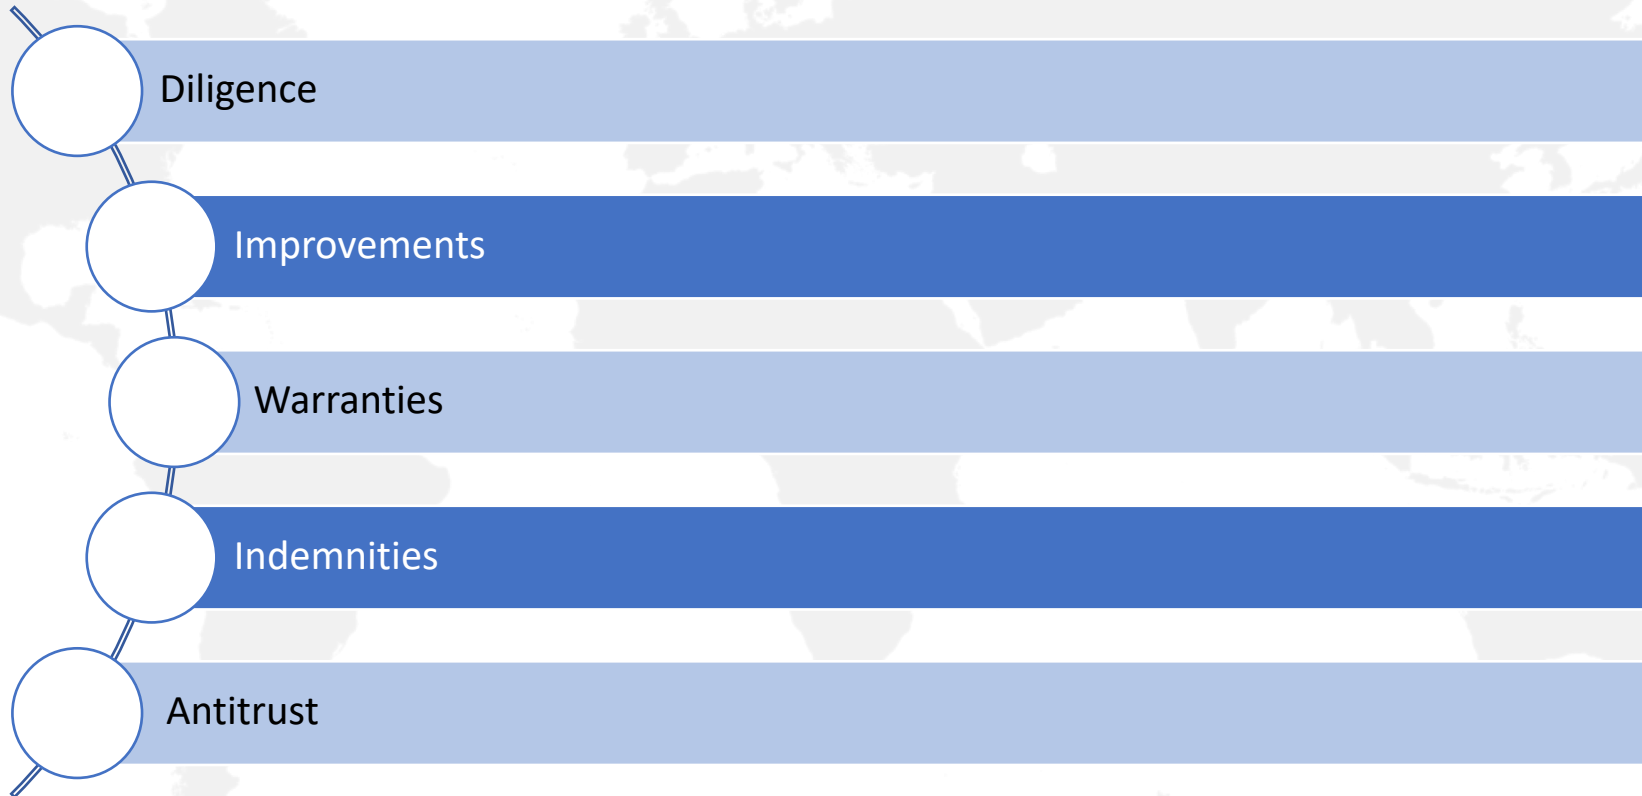 Diligence
Improvements
Warranties
Indemnities
Antitrust